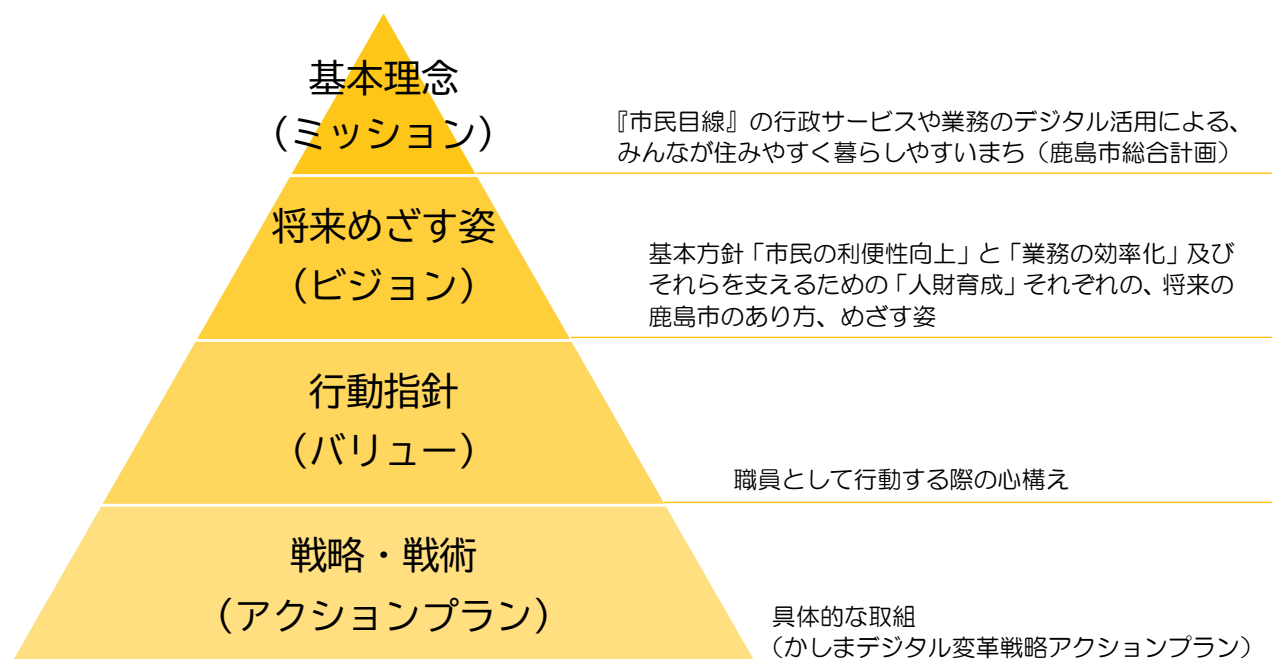 基本理念
（ミッション）
『市民目線』の行政サービスや業務のデジタル活用による、
みんなが住みやすく暮らしやすいまち（鹿島市総合計画）
将来めざす姿
（ビジョン）
基本方針「市民の利便性向上」と「業務の効率化」及び
それらを支えるための「人財育成」それぞれの、将来の
鹿島市のあり方、めざす姿
行動指針
（バリュー）
職員として行動する際の心構え
戦略・戦術
（アクションプラン）
具体的な取組
（かしまデジタル変革戦略アクションプラン）